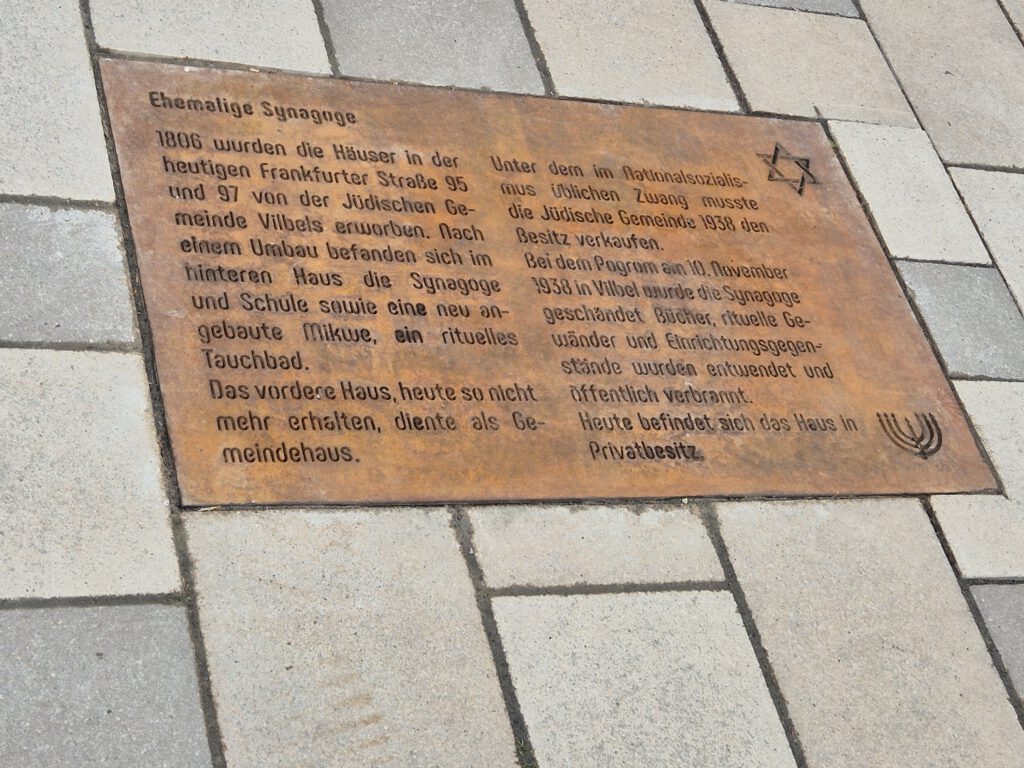 Ehemalige Synagoge
1806 wurden die Häuser in der
heutigen Frankfurter Straße 95
und 97 von der Jüdischen Ge-
meinde Vilbels erworben. Nach
einem Umbau befanden sich im
hinteren Haus die Synagoge
und Schule sowie eine neu an-
gebaute Mikwe, ein rituelles
Tauchbad.
Das vordere Haus, heute so nicht
mehr erhalten, diente als Ge-
meindehaus.
Unter dem im Nationalsozialis-
mus üblichen Zwang musste
die Jüdische Gemeinde 1938 den
Besitz verkaufen.
Bei dem Pogrom am 10. November
1938 in Vilbel wurde die Synagoge
geschändet. Bücher, rituelle Ge-
wänder und Einrichtungsgegen-
stände wurden entwendet und
öffentlich verbrannt.
Heute befindet sich das Haus in
Privatbesitz.